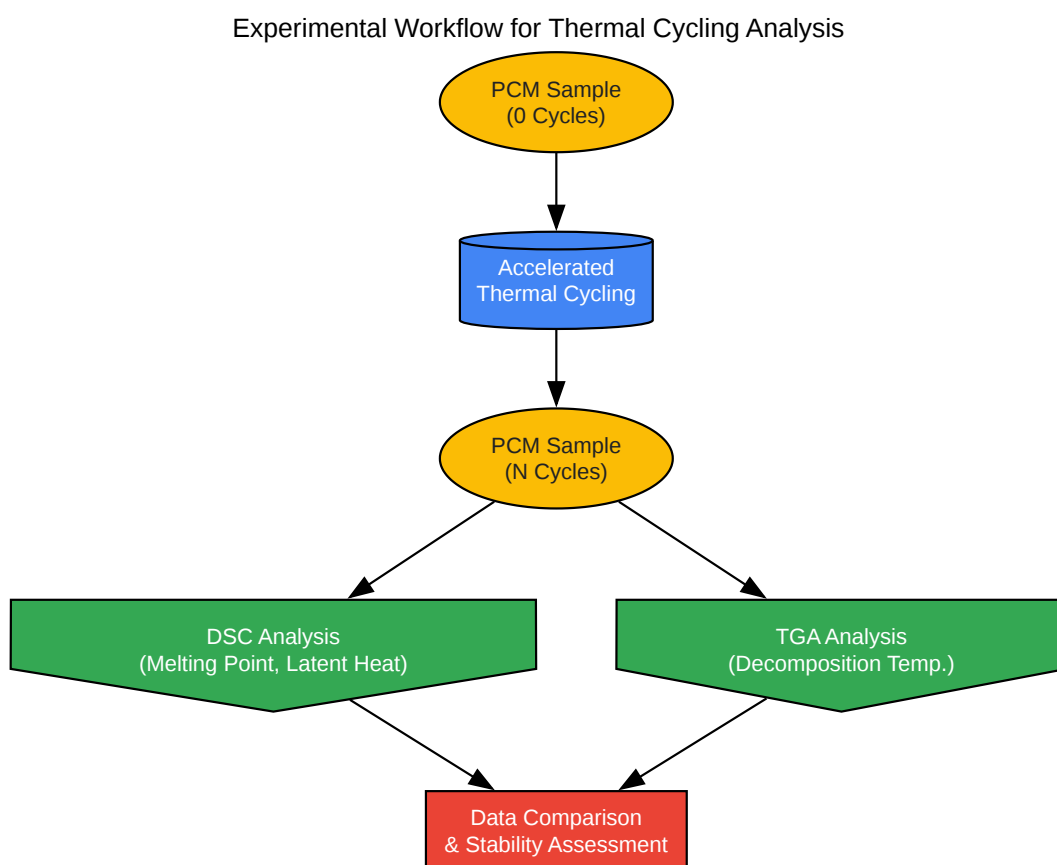 Experimental Workflow for Thermal Cycling Analysis
PCM Sample
(0 Cycles)
Accelerated
Thermal Cycling
PCM Sample
(N Cycles)
DSC Analysis
(Melting Point, Latent Heat)
TGA Analysis
(Decomposition Temp.)
Data Comparison
& Stability Assessment